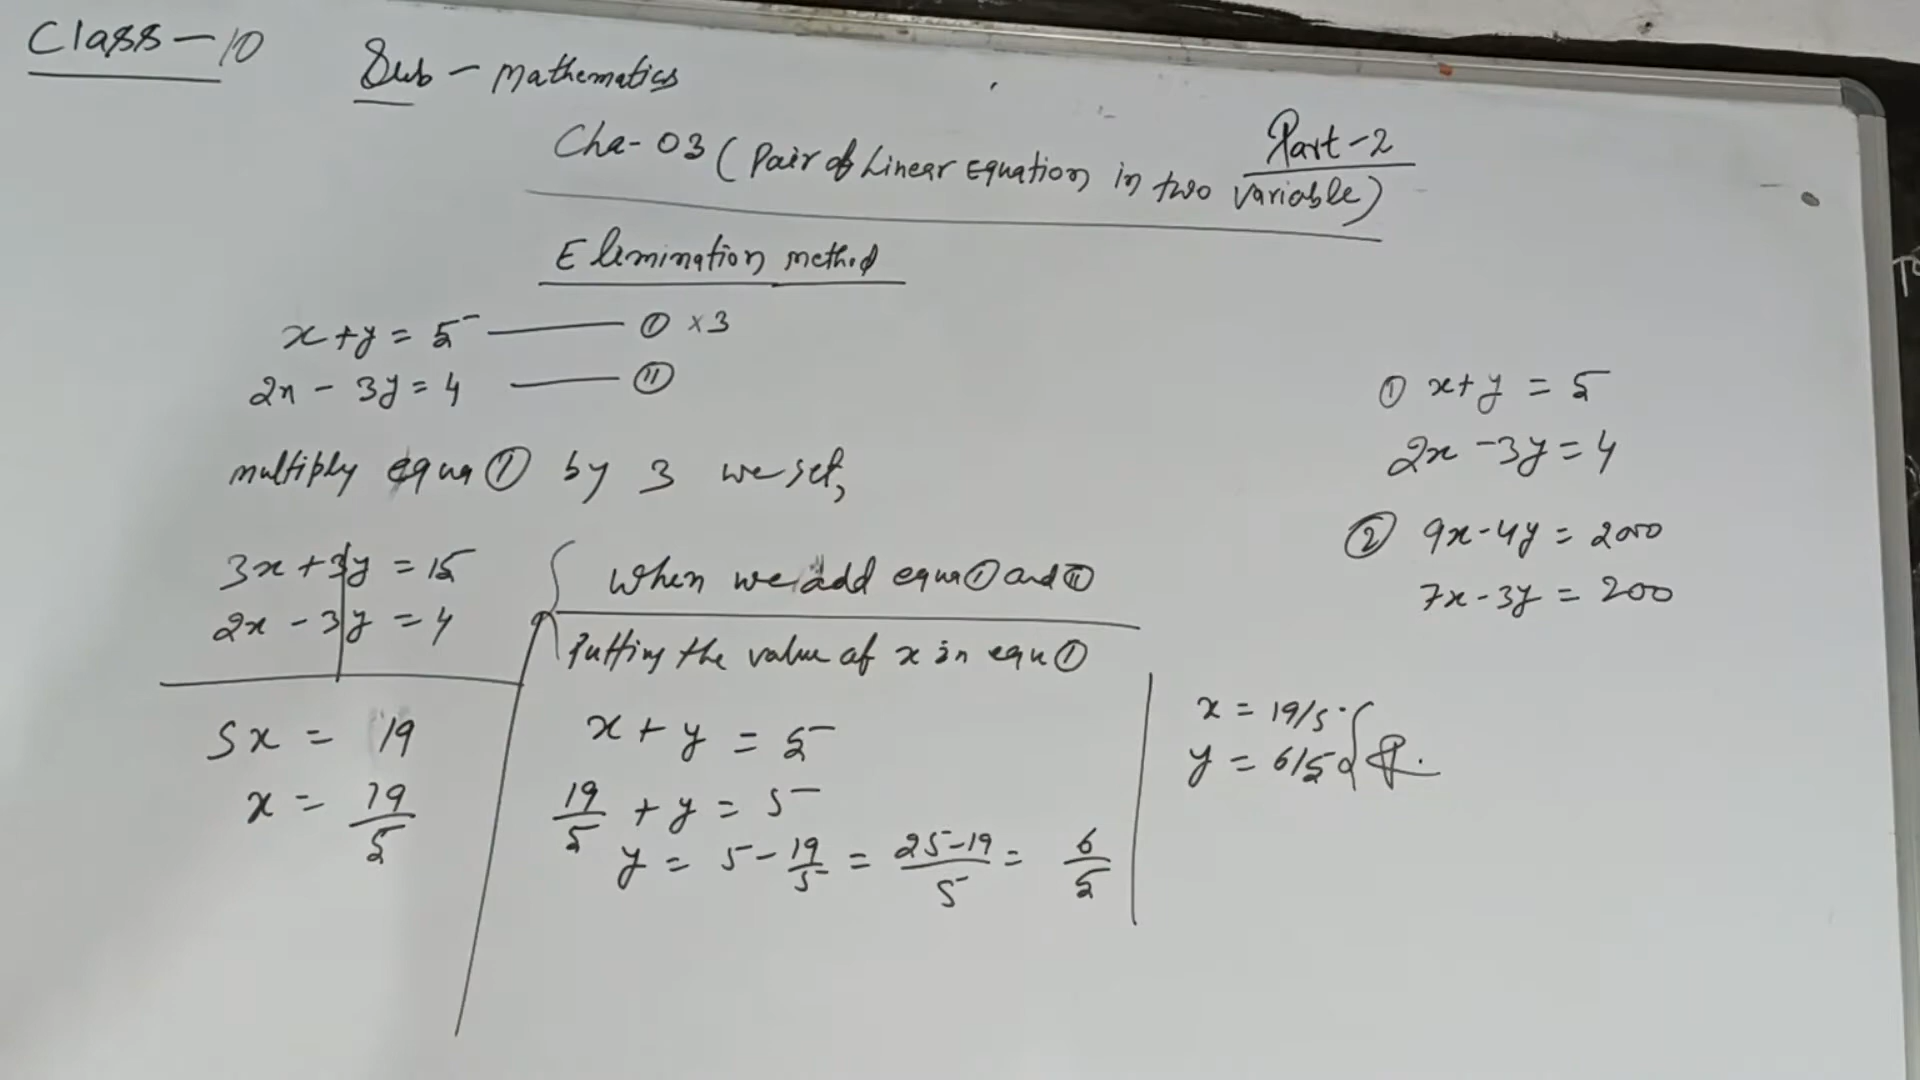 Class - 10
Sub - Mathematics
Part-2
Cha-03 (Pair of Linear Equation in two variable)
Elimination method
x + y = 5 —— ① × 3
2x - 3y = 4 —— ②
multiply equa ① by 3 we get,
3x + 3y = 15
2x - 3y = 4
5x = 19
x = 19/5
When we add equa ① and ②
Putting the value of x in equ ①
x + y = 5
19/5 + y = 5
y = 5 - 19/5 = 25-19/5 = 6/5
x = 19/5
y = 6/5
① x + y = 5
2x - 3y = 4
② 9x - 4y = 2000
7x - 3y = 200